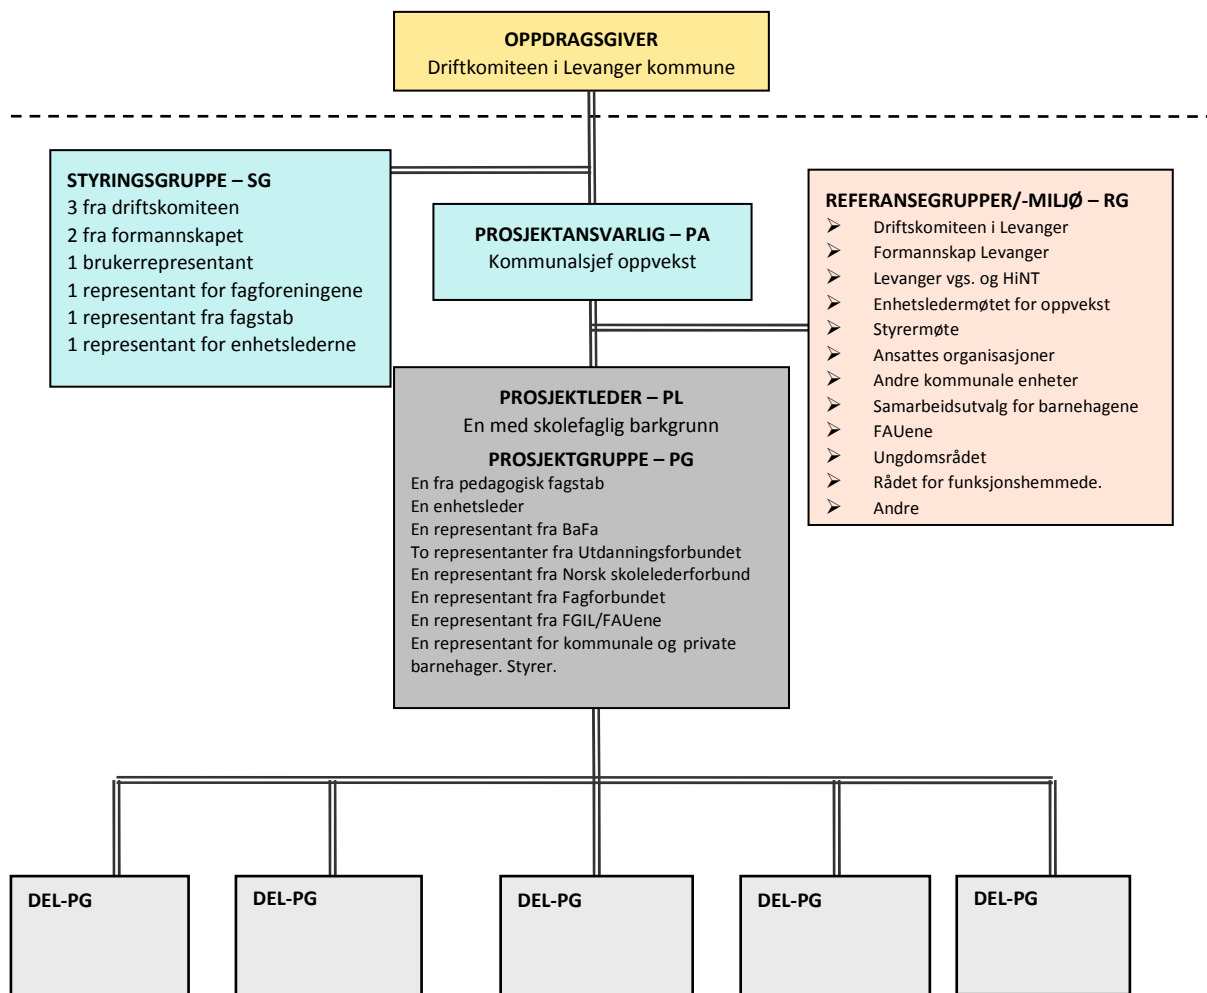 OPPDRAGSGIVER
Driftkomiteen i Levanger kommune
STYRINGSGRUPPE – SG
3 fra driftskomiteen
2 fra formannskapet
1 brukerrepresentant
1 representant for fagforeningene
1 representant fra fagstab
1 representant for enhetslederne
PROSJEKTANSVARLIG – PA
Kommunalsjef oppvekst
REFERANSEGRUPPER/-MILJØ – RG
➢ Driftskomiteen i Levanger
➢ Formannskap Levanger
➢ Levanger vgs. og HiNT
➢ Enhetsledermøtet for oppvekst
➢ Styrermøte
➢ Ansattes organisasjoner
➢ Andre kommunale enheter
➢ Samarbeidsutvalg for barnehagene
➢ FAUene
➢ Ungdomsrådet
➢ Rådet for funksjonshemmede.
➢ Andre
PROSJEKTLEDER – PL
En med skolefaglig barkgrunn
PROSJEKTGRUPPE – PG
En fra pedagogisk fagstab
En enhetsleder
En representant fra BaFa
To representanter fra Utdanningsforbundet
En representant fra Norsk skolelederforbund
En representant fra Fagforbundet
En representant fra FGIL/FAUene
En representant for kommunale og private
barnehager. Styrer.
DEL-PG
DEL-PG
DEL-PG
DEL-PG
DEL-PG